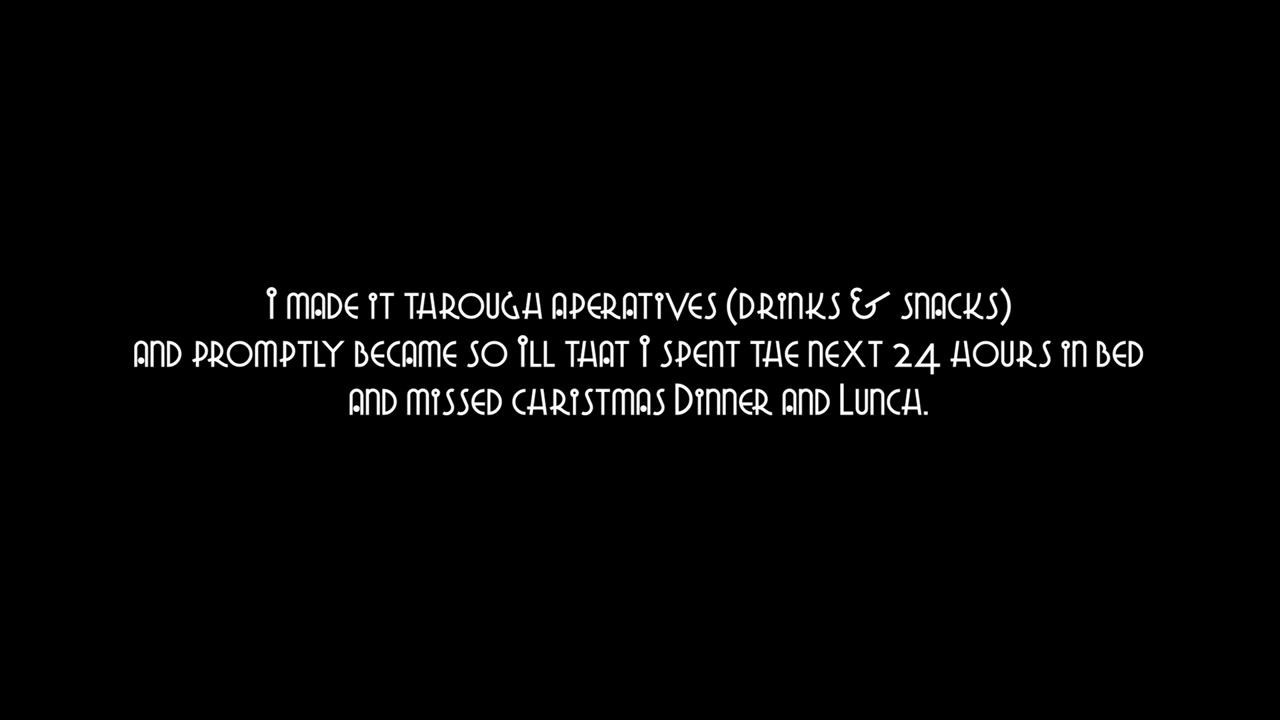 I made it through aperatives (drinks & snacks)
and promptly became so Ill that I spent the next 24 hours in bed
and missed christmas Dinner and Lunch.